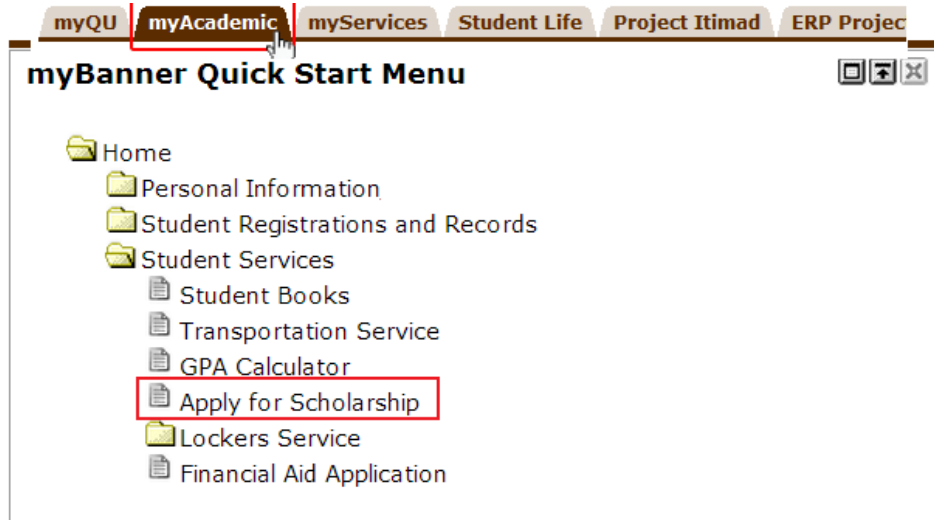 myQU myAcademic myServices Student Life Project Itimad ERP Projec
myBanner Quick Start Menu
Home
Personal Information
Student Registrations and Records
Student Services
Student Books
Transportation Service
GPA Calculator
Apply for Scholarship
Lockers Service
Financial Aid Application